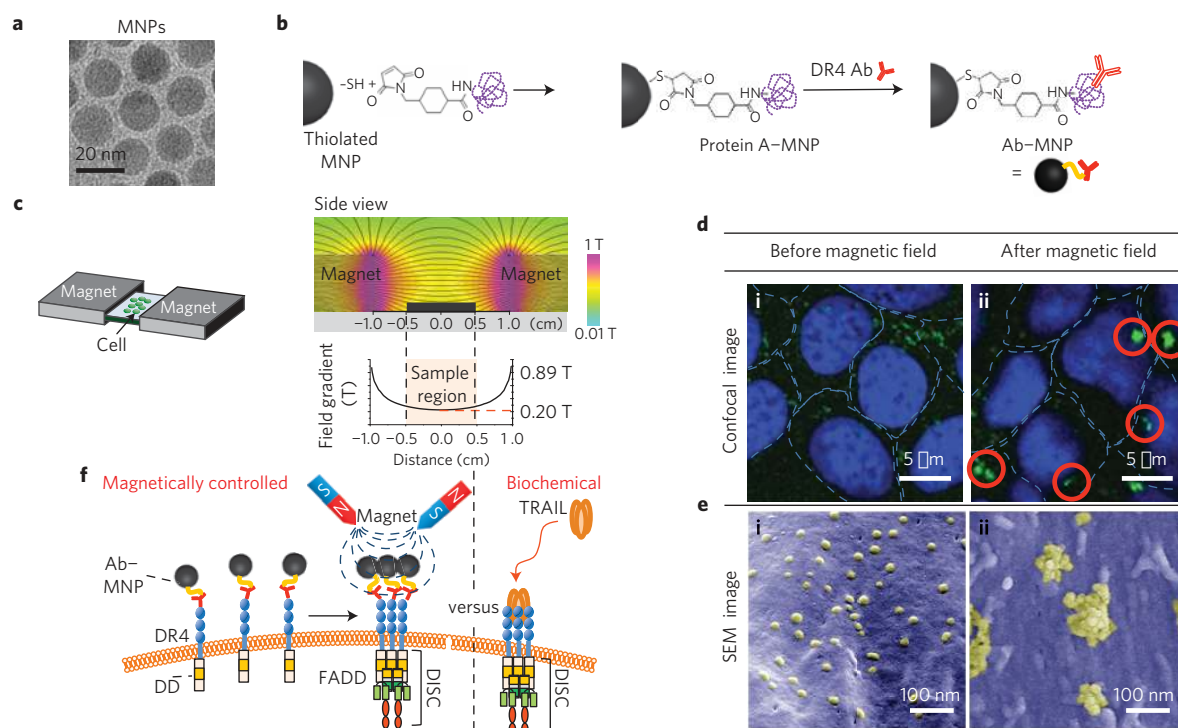 a
MNPs
20 nm
b
-SH +
O
O
N
HN
O
Thiolated
MNP
S
O
O
N
HN
O
Protein A–MNP
DR4 Ab
S
O
O
N
HN
O
Ab–MNP
=
c
Magnet
Magnet
Cell
Side view
Magnet
Magnet
1 T
0.01 T
−1.0 −0.5 0.0 0.5 1.0 (cm)
Field gradient
(T)
Sample
region
0.89 T
0.20 T
−1.0 −0.5 0.0 0.5 1.0
Distance (cm)
d
Before magnetic field
After magnetic field
Confocal image
i
5 □m
ii
5 □m
e
SEM image
i
100 nm
ii
100 nm
f
Magnetically controlled
S N
N S
Magnet
Biochemical
TRAIL
Ab–
MNP
versus
DR4
DD
FADD
DISC
DISC